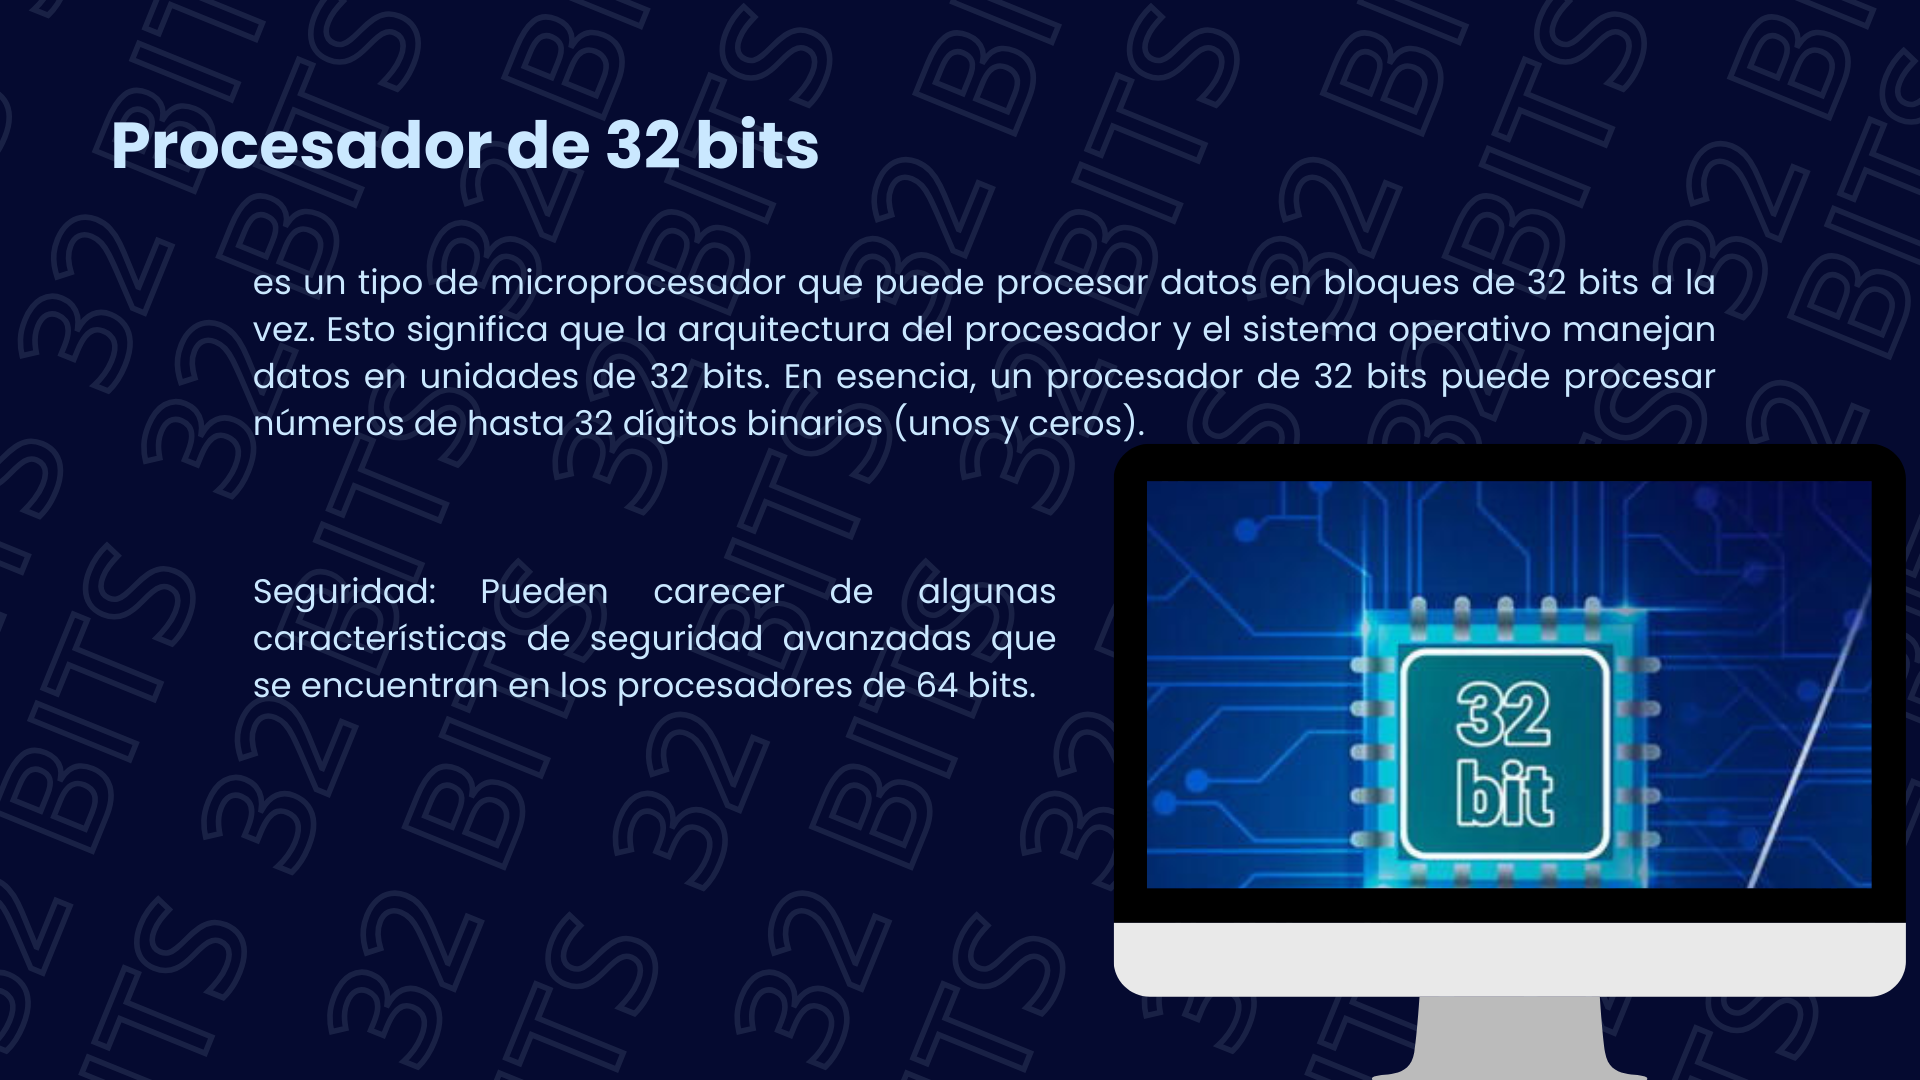 Procesador de 32 bits
es un tipo de microprocesador que puede procesar datos en bloques de 32 bits a la
vez. Esto significa que la arquitectura del procesador y el sistema operativo manejan
datos en unidades de 32 bits. En esencia, un procesador de 32 bits puede procesar
números de hasta 32 dígitos binarios (unos y ceros).
Seguridad: Pueden carecer de algunas
características de seguridad avanzadas que
se encuentran en los procesadores de 64 bits.
32
bit
32 BITS